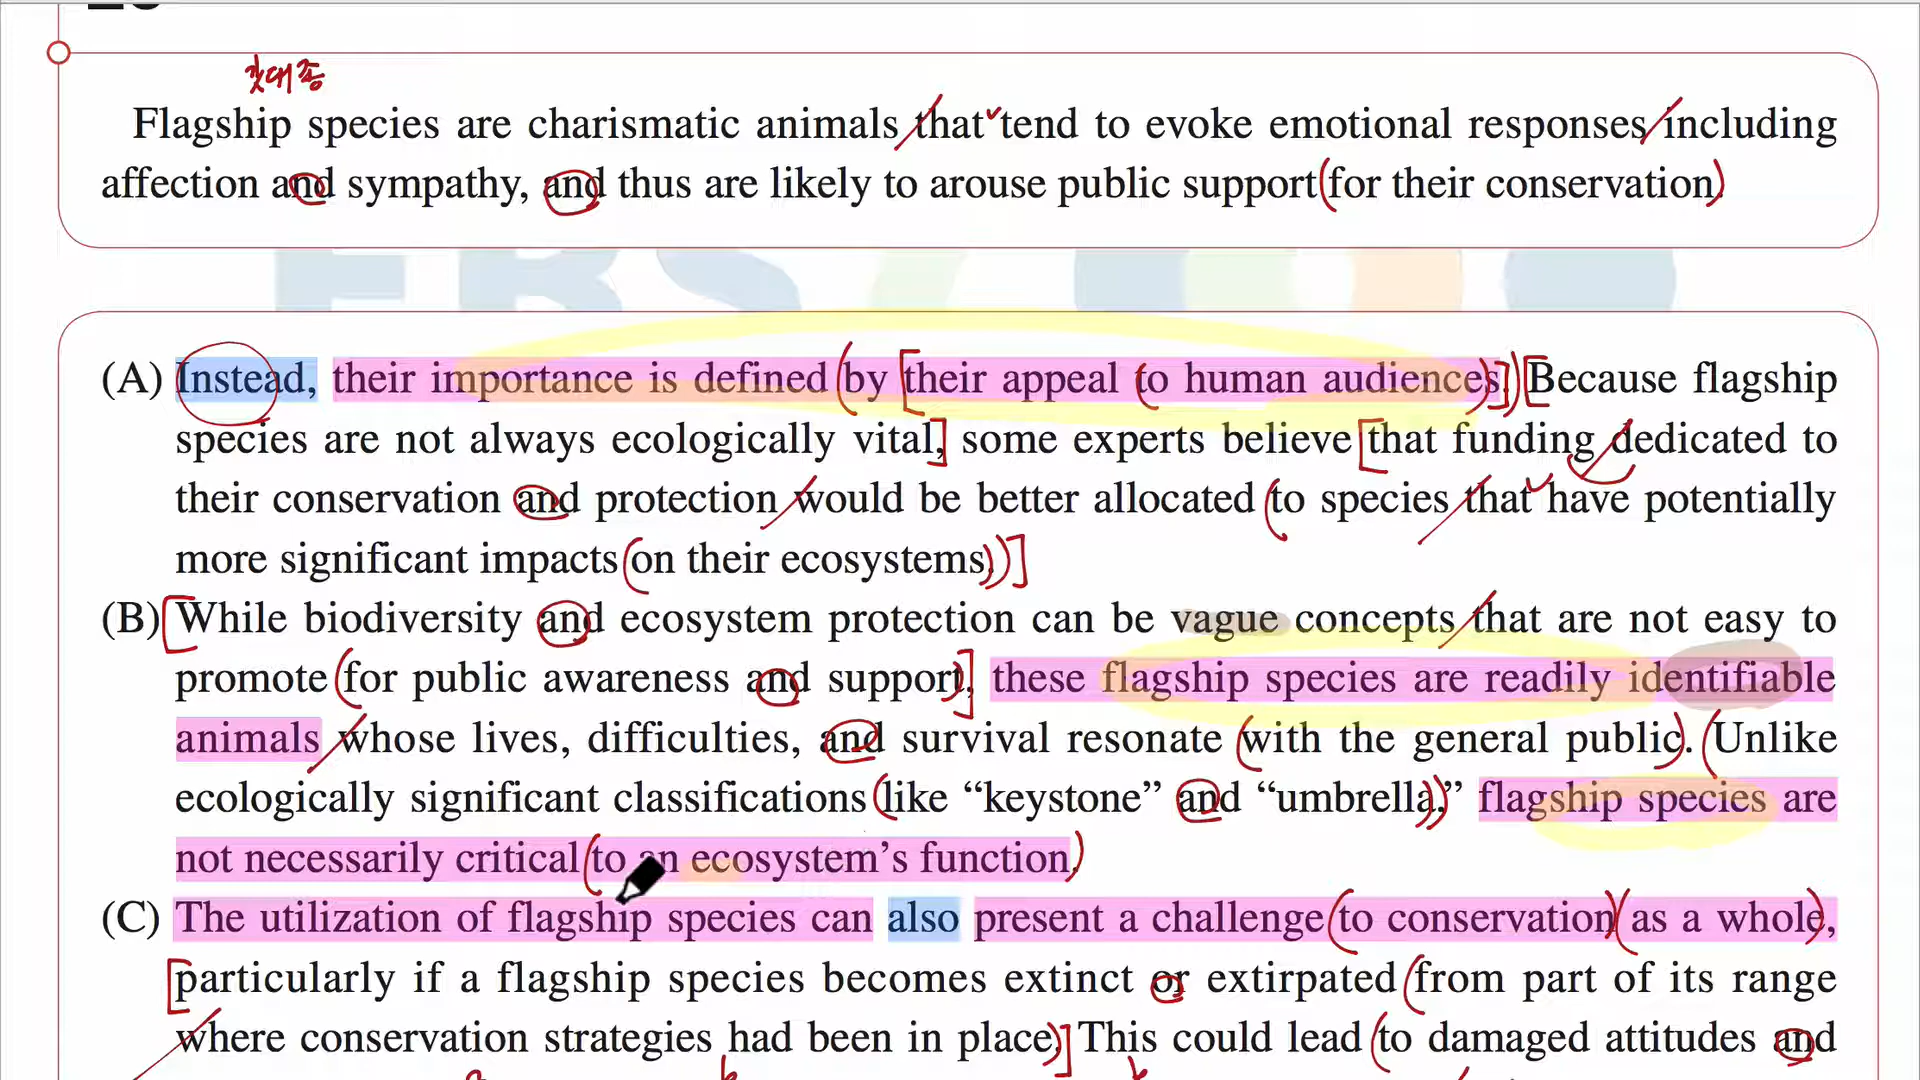 깃대종
Flagship species are charismatic animals that tend to evoke emotional responses including
affection and sympathy, and thus are likely to arouse public support for their conservation
(A) Instead, their importance is defined by their appeal to human audiences. Because flagship
species are not always ecologically vital, some experts believe that funding dedicated to
their conservation and protection would be better allocated to species that have potentially
more significant impacts on their ecosystems.
(B) While biodiversity and ecosystem protection can be vague concepts that are not easy to
promote for public awareness and support, these flagship species are readily identifiable
animals whose lives, difficulties, and survival resonate with the general public. Unlike
ecologically significant classifications like “keystone” and “umbrella,” flagship species are
not necessarily critical to an ecosystem’s function.
(C) The utilization of flagship species can also present a challenge to conservation as a whole,
particularly if a flagship species becomes extinct or extirpated from part of its range
where conservation strategies had been in place. This could lead to damaged attitudes and